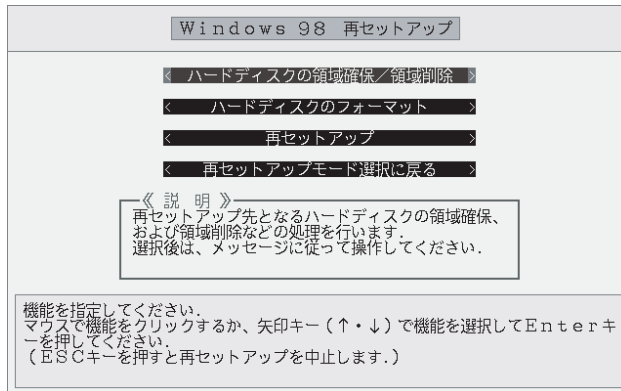 Windows 98 再セットアップ
< ハードディスクの領域確保／領域削除 >
< ハードディスクのフォーマット >
< 再セットアップ >
< 再セットアップモード選択に戻る >
《説 明》
再セットアップ先となるハードディスクの領域確保、
および領域削除などの処理を行います.
選択後は、メッセージに従って操作してください.
機能を指定してください.
マウスで機能をクリックするか、矢印キー(↑・↓)で機能を選択してEnterキ
ーを押してください.
(ESCキーを押すと再セットアップを中止します.)